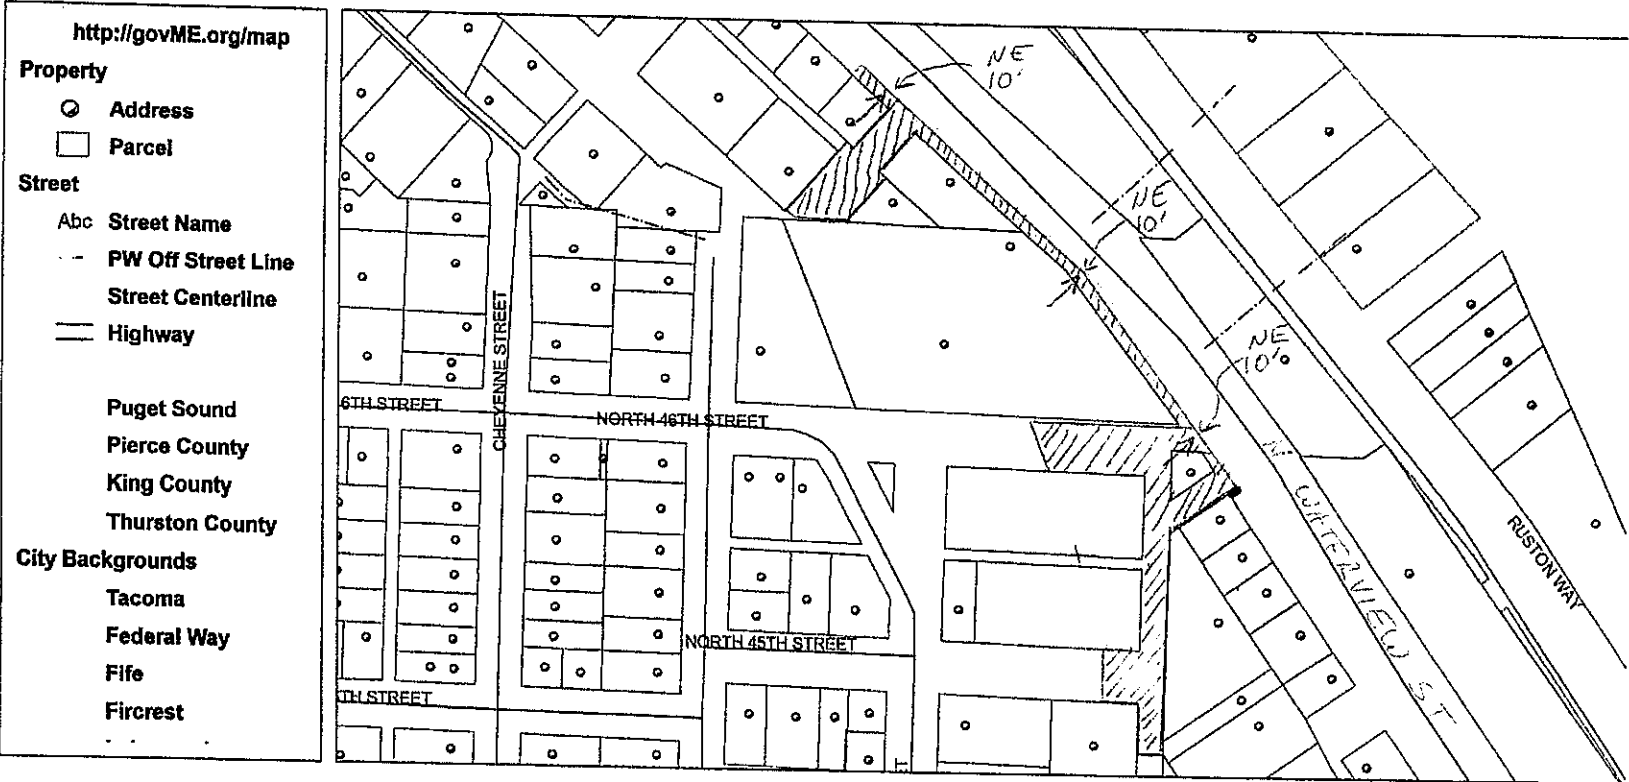 http://govME.org/map
Property
Address
Parcel
Street
Abc Street Name
PW Off Street Line
Street Centerline
Highway
Puget Sound
Pierce County
King County
Thurston County
City Backgrounds
Tacoma
Federal Way
Fife
Fircrest
NE
10'
NE
10'
NE
10'
CHEYENNE STREET
6TH STREET
NORTH 46TH STREET
NORTH 45TH STREET
TH STREET
N. WATERVIEW ST
RUSTON WAY